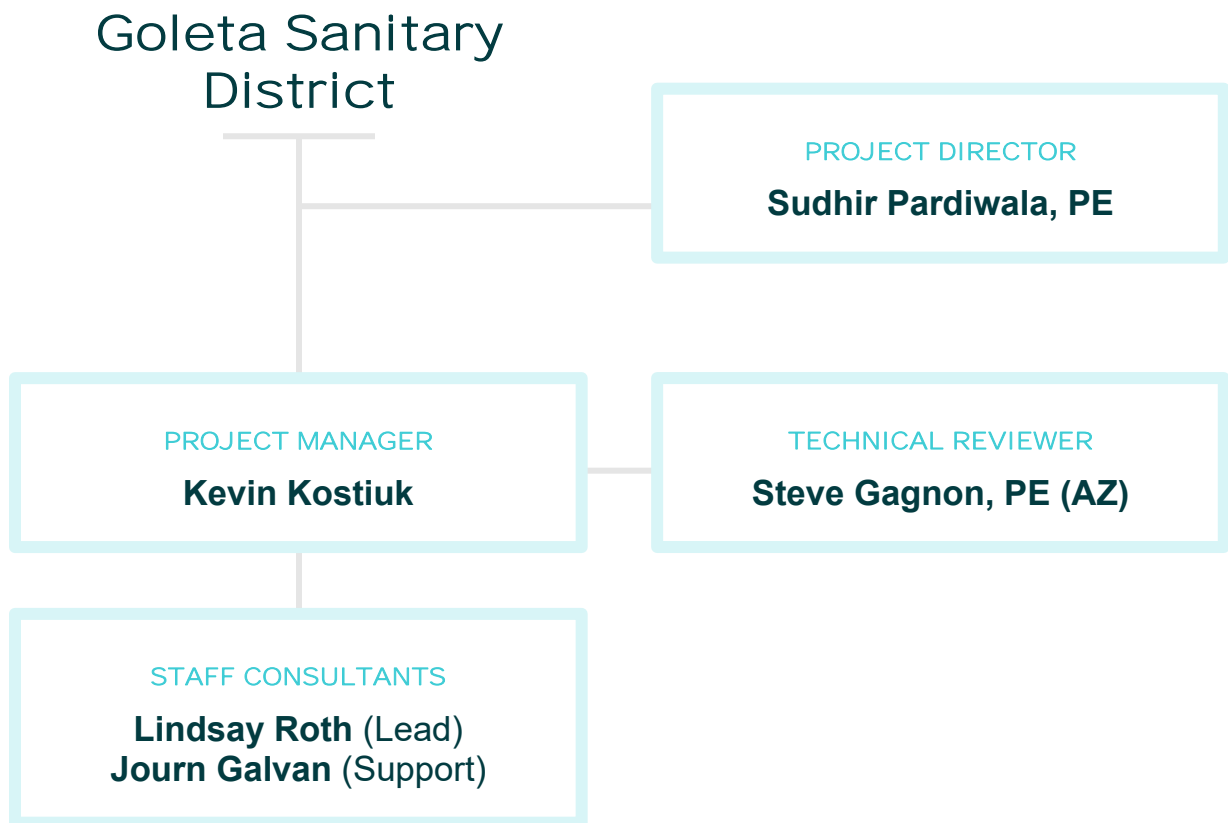 Goleta Sanitary
District
PROJECT DIRECTOR
Sudhir Pardiwala, PE
PROJECT MANAGER
Kevin Kostiuk
TECHNICAL REVIEWER
Steve Gagnon, PE (AZ)
STAFF CONSULTANTS
Lindsay Roth (Lead)
Journ Galvan (Support)